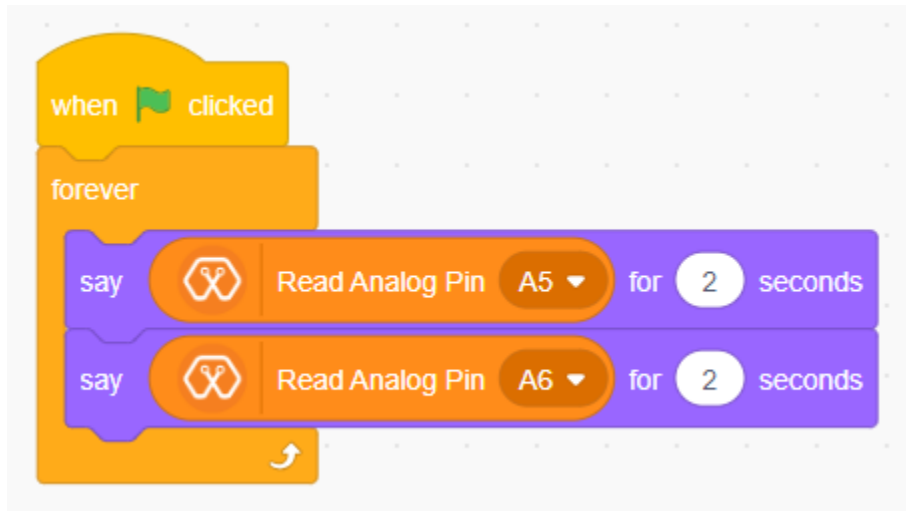 when clicked
forever
say Read Analog Pin A5 for 2 seconds
say Read Analog Pin A6 for 2 seconds